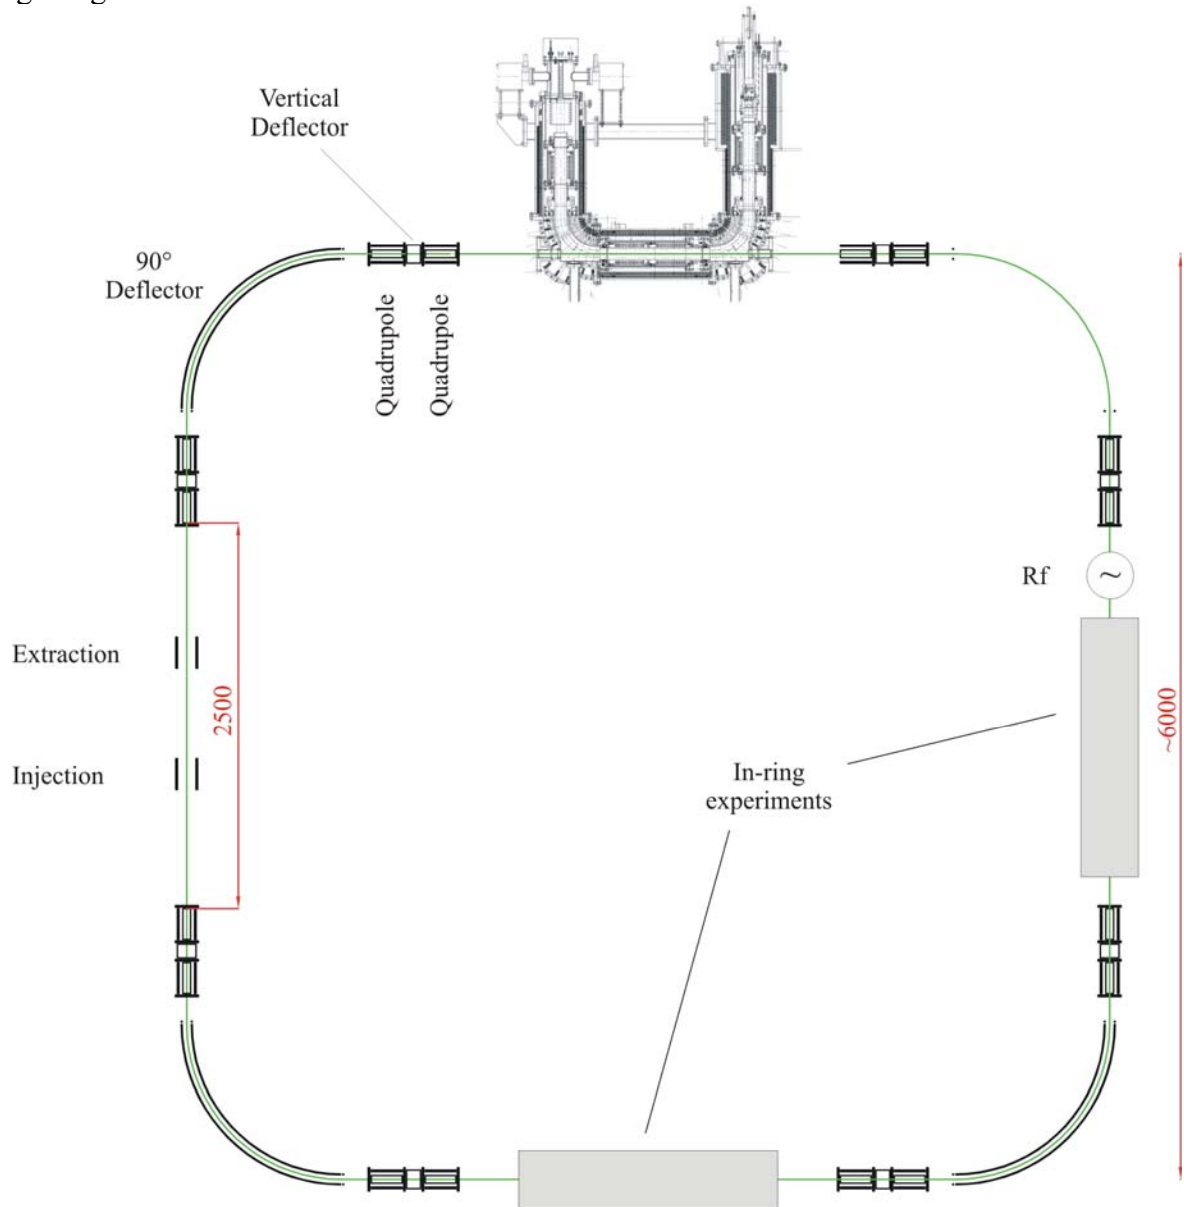 Vertical
Deflector
90°
Deflector
Quadrupole
Quadrupole
Rf
~
Extraction
2500
~6000
Injection
In-ring
experiments